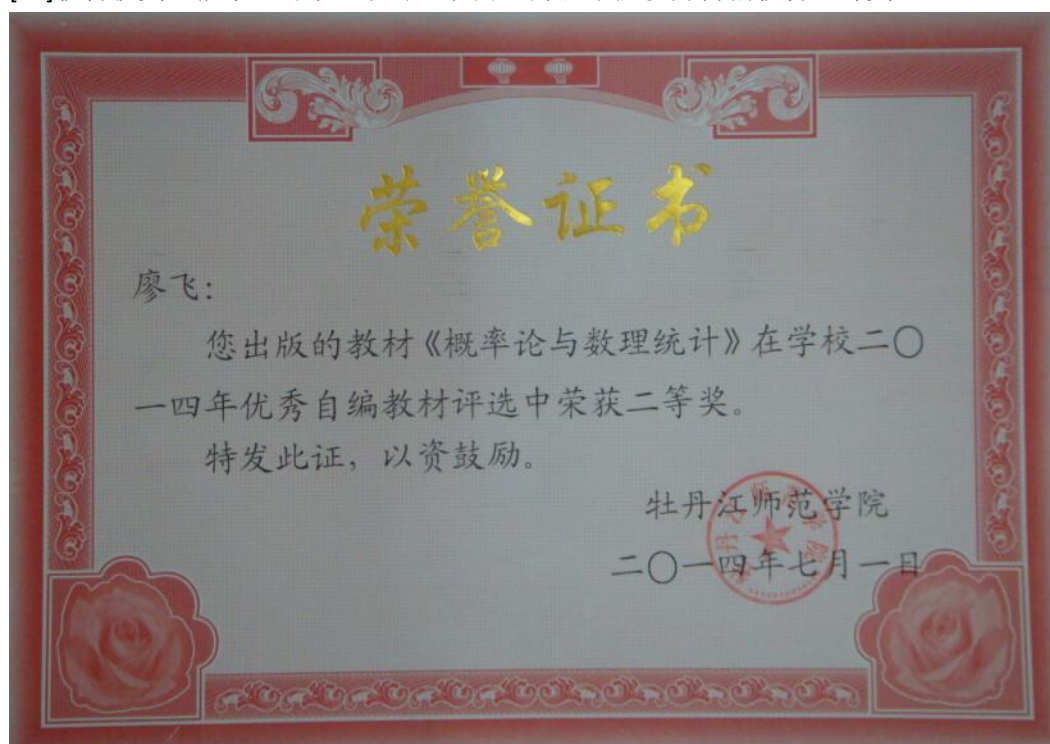 荣誉证书
廖飞:
您出版的教材《概率论与数理统计》在学校二〇
一四年优秀自编教材评选中荣获二等奖。
特发此证，以资鼓励。
牡丹江师范学院
二〇一四年七月一日